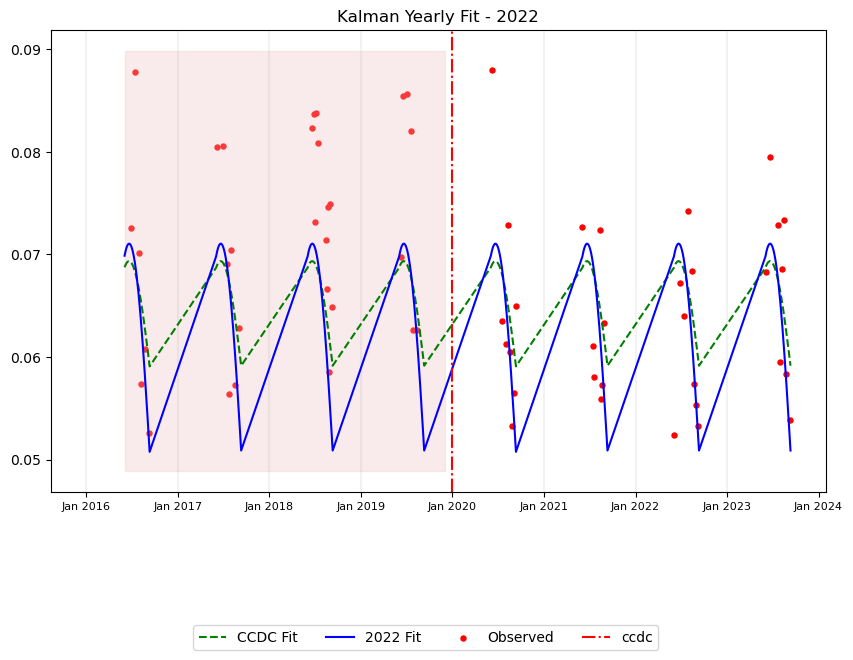 Kalman Yearly Fit - 2022
0.09
0.08
0.07
0.06
0.05
Jan 2016 Jan 2017 Jan 2018 Jan 2019 Jan 2020 Jan 2021 Jan 2022 Jan 2023 Jan 2024
CCDC Fit 2022 Fit Observed ccdc